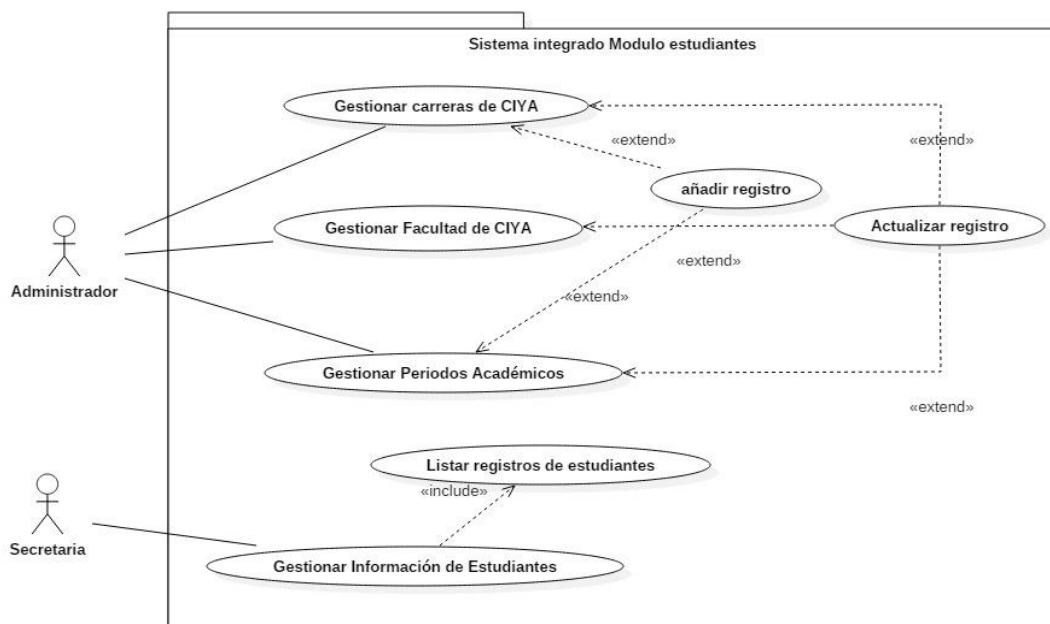 Sistema integrado Modulo estudiantes
Gestionar carreras de CIYA
«extend»
«extend»
añadir registro
Gestionar Facultad de CIYA
Actualizar registro
«extend»
Administrador
«extend»
Gestionar Periodos Académicos
«extend»
Listar registros de estudiantes
«include»
Secretaria
Gestionar Información de Estudiantes